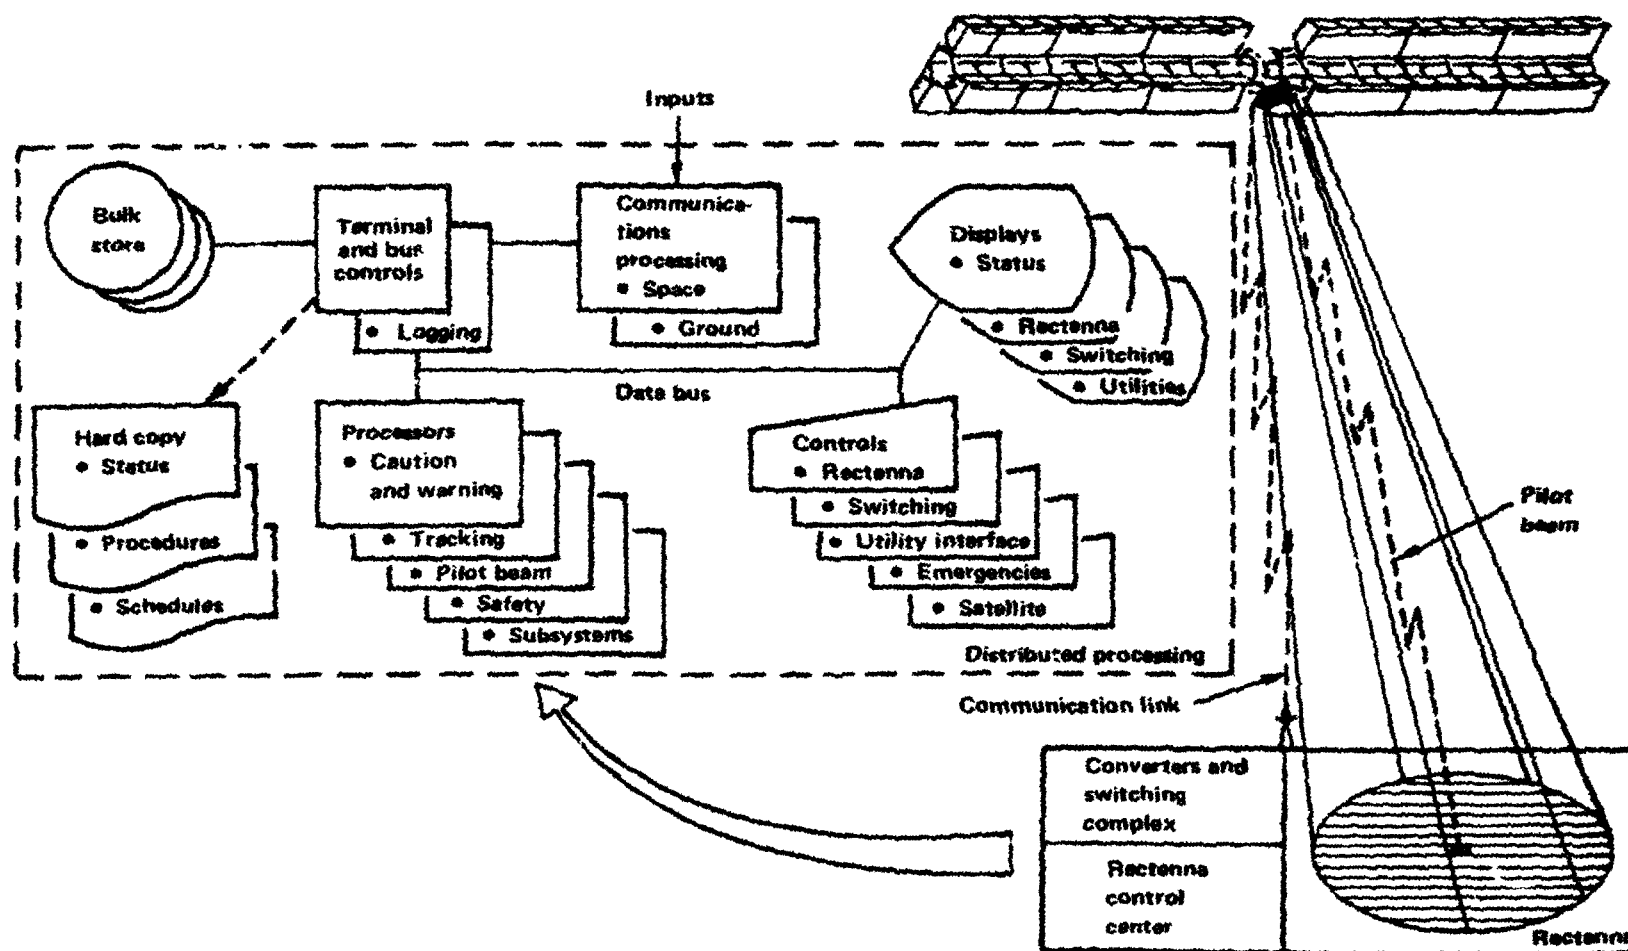 Inputs
Bulk
store
Terminal
and bus
controls
• Logging
Communica-
tions
processing
• Space
• Ground
Displays
• Status
• Rectenna
• Switching
• Utilities
Data bus
Hard copy
• Status
• Procedures
• Schedules
Processors
• Caution
and warning
• Tracking
• Pilot beam
• Safety
• Subsystems
Controls
• Rectenna
• Switching
• Utility interface
• Emergencies
• Satellite
Distributed processing
Pilot
beam
Communication link
Converters and
switching
complex
Rectenna
control
center
Rectenna